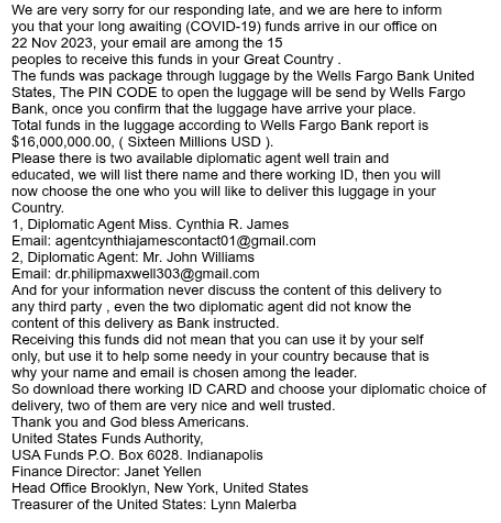 We are very sorry for our responding late, and we are here to inform
you that your long awaiting (COVID-19) funds arrive in our office on
22 Nov 2023, your email are among the 15
peoples to receive this funds in your Great Country .
The funds was package through luggage by the Wells Fargo Bank United
States, The PIN CODE to open the luggage will be send by Wells Fargo
Bank, once you confirm that the luggage have arrive your place.
Total funds in the luggage according to Wells Fargo Bank report is
$16,000,000.00, ( Sixteen Millions USD ).
Please there is two available diplomatic agent well train and
educated, we will list there name and there working ID, then you will
now choose the one who you will like to deliver this luggage in your
Country.
1, Diplomatic Agent Miss. Cynthia R. James
Email: agentcynthiajamescontact01@gmail.com
2, Diplomatic Agent: Mr. John Williams
Email: dr.philipmaxwell303@gmail.com
And for your information never discuss the content of this delivery to
any third party , even the two diplomatic agent did not know the
content of this delivery as Bank instructed.
Receiving this funds did not mean that you can use it by your self
only, but use it to help some needy in your country because that is
why your name and email is chosen among the leader.
So download there working ID CARD and choose your diplomatic choice of
delivery, two of them are very nice and well trusted.
Thank you and God bless Americans.
United States Funds Authority,
USA Funds P.O. Box 6028. Indianapolis
Finance Director: Janet Yellen
Head Office Brooklyn, New York, United States
Treasurer of the United States: Lynn Malerba